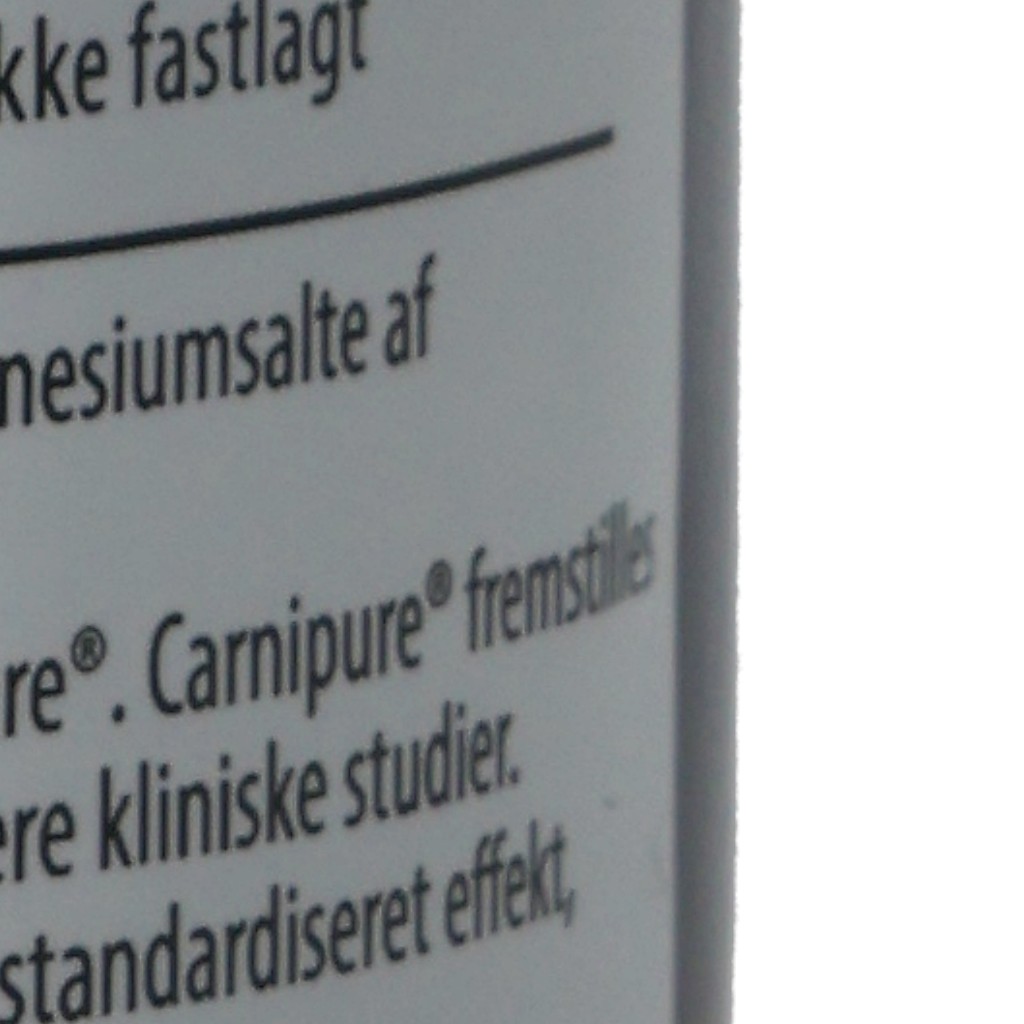 kke fastlagt
nesiumsalte af
re®. Carnipure® fremstilles
ere kliniske studier.
standardiseret effekt,